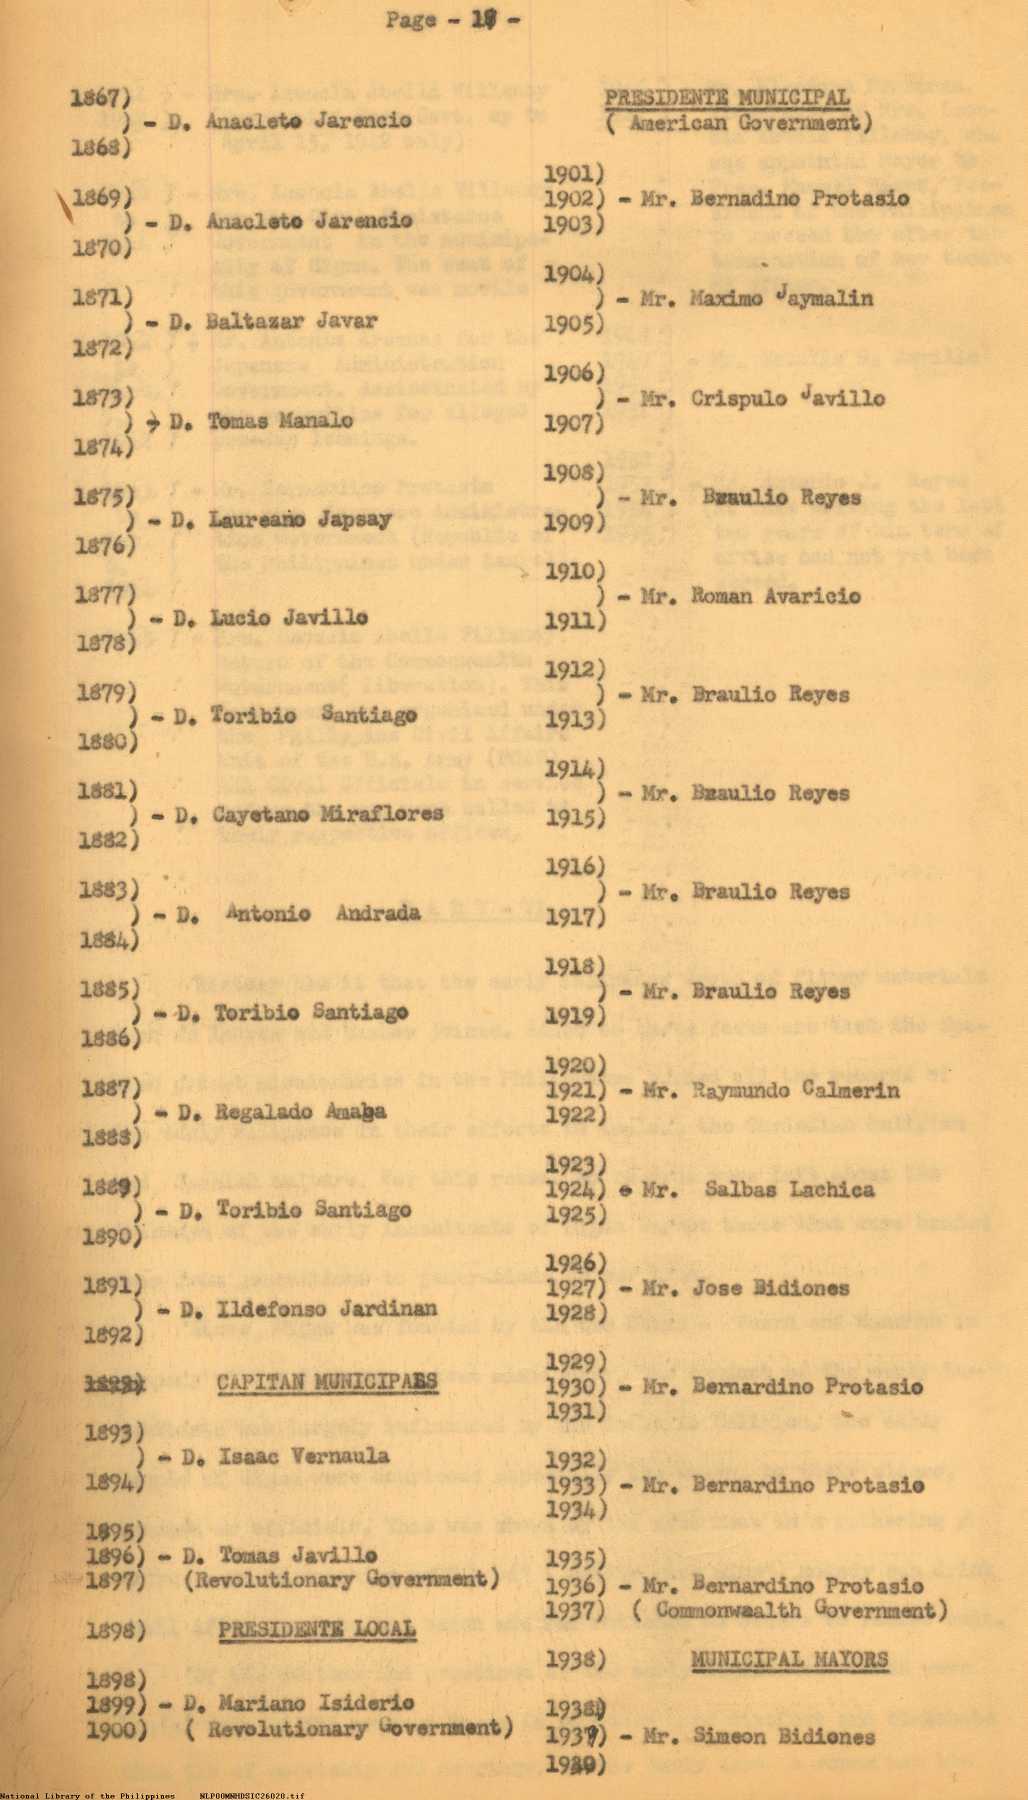 Page - 18 -
1867)
) - D. Anacleto Jarencio
1868)
1869)
) - D. Anacleto Jarencio
1870)
1871)
) - D. Baltazar Javar
1872)
1873)
) - D. Tomas Manalo
1874)
1875)
) - D. Laureano Japsay
1876)
1877)
) - D. Lucio Javillo
1878)
1879)
) - D. Toribio Santiago
1880)
1881)
) - D. Cayetano Miraflores
1882)
1883)
) - D. Antonio Andrada
1884)
1885)
) - D. Toribio Santiago
1886)
1887)
) - D. Regalado Amaba
1888)
1889)
) - D. Toribio Santiago
1890)
1891)
) - D. Ildefonso Jardinan
1892)
CAPITAN MUNICIPAES
1893)
) - D. Isaac Vernaula
1894)
1895)
1896) - D. Tomas Javillo
1897) (Revolutionary Government)
1898) PRESIDENTE LOCAL
1898)
1899) - D. Mariano Isiderio
1900) ( Revolutionary Government)
PRESIDENTE MUNICIPAL
( American Government)
1901)
1902) - Mr. Bernadino Protasio
1903)
1904)
) - Mr. Maximo Jaymalin
1905)
1906)
) - Mr. Crispulo Javillo
1907)
1908)
) - Mr. Braulio Reyes
1909)
1910)
) - Mr. Roman Avaricio
1911)
1912)
) - Mr. Braulio Reyes
1913)
1914)
) - Mr. Braulio Reyes
1915)
1916)
) - Mr. Braulio Reyes
1917)
1918)
) - Mr. Braulio Reyes
1919)
1920)
1921) - Mr. Raymundo Calmerin
1922)
1923)
1924) - Mr. Salbas Lachica
1925)
1926)
1927) - Mr. Jose Bidiones
1928)
1929)
1930) - Mr. Bernardino Protasio
1931)
1932)
1933) - Mr. Bernardino Protasio
1934)
1935)
1936) - Mr. Bernardino Protasio
1937) ( Commonwealth Government)
1938) MUNICIPAL MAYORS
1938)
1939) - Mr. Simeon Bidiones
1940)
National Library of the Philippines NLPOOMNHDSIC26020.tif